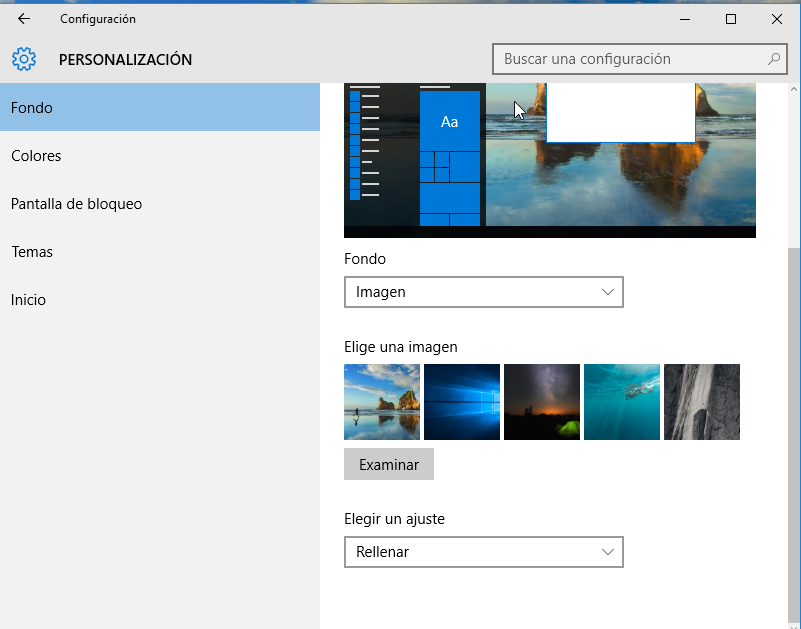 Configuración
PERSONALIZACIÓN
Buscar una configuración
Fondo
Colores
Pantalla de bloqueo
Temas
Inicio
Aa
Fondo
Imagen
Elige una imagen
Examinar
Elegir un ajuste
Rellenar